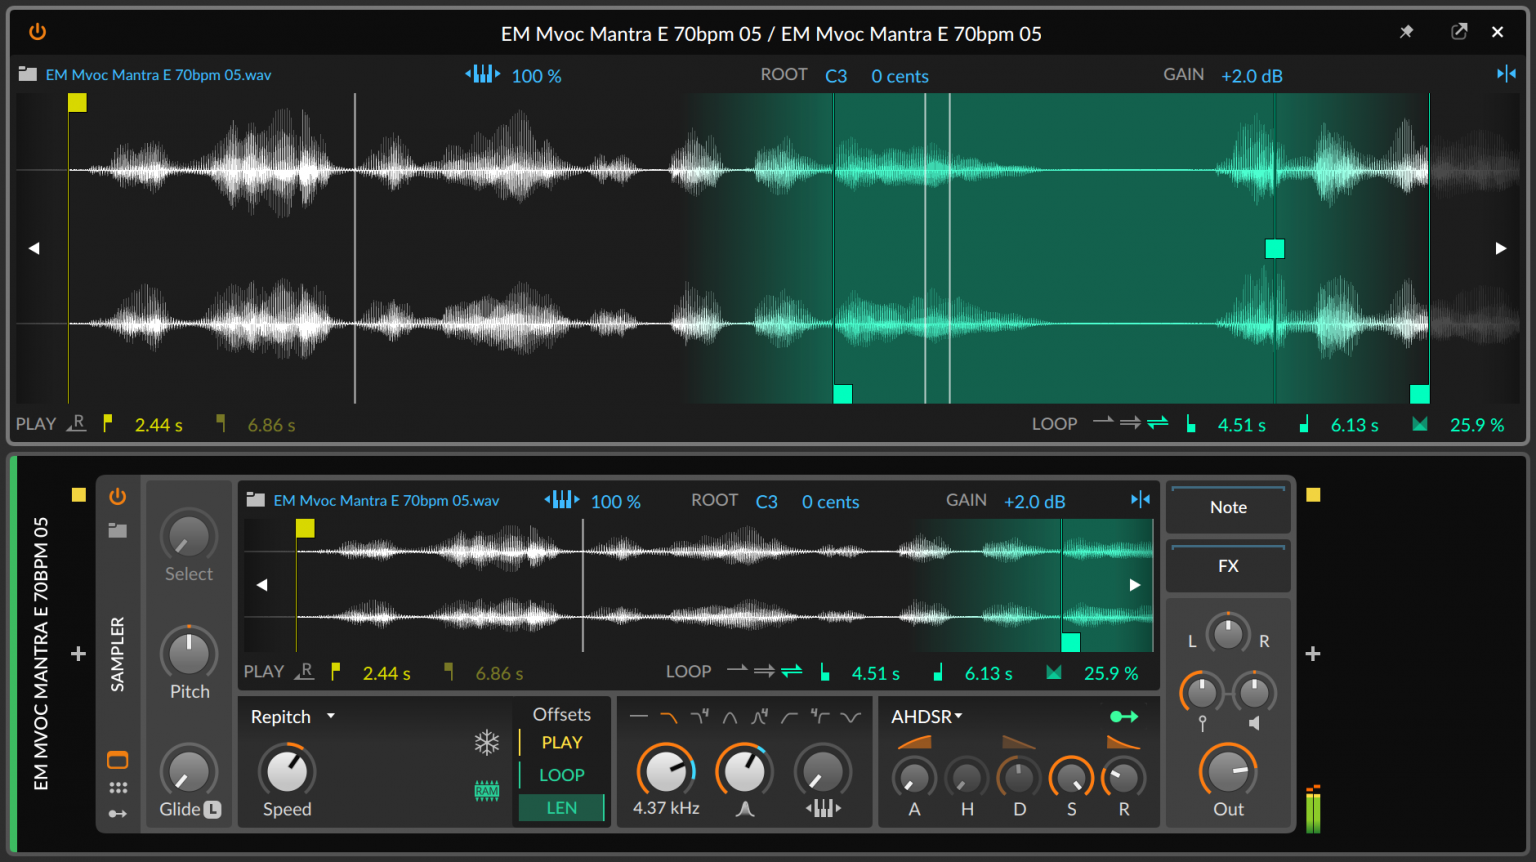 EM Mvoc Mantra E 70bpm 05 / EM Mvoc Mantra E 70bpm 05
EM Mvoc Mantra E 70bpm 05.wav 100 % ROOT C3 0 cents GAIN +2.0 dB
PLAY R 2.44 s 6.86 s LOOP 4.51 s 6.13 s 25.9 %
EM MVOC MANTRA E 70BPM 05
SAMPLER
Select
Pitch
Glide L
EM Mvoc Mantra E 70bpm 05.wav 100 % ROOT C3 0 cents GAIN +2.0 dB
PLAY R 2.44 s 6.86 s LOOP 4.51 s 6.13 s 25.9 %
Repitch
Speed
RAM
Offsets
PLAY
LOOP
LEN
4 4 4
4.37 kHz
AHDSR
A H D S R
Note
FX
L R
Out